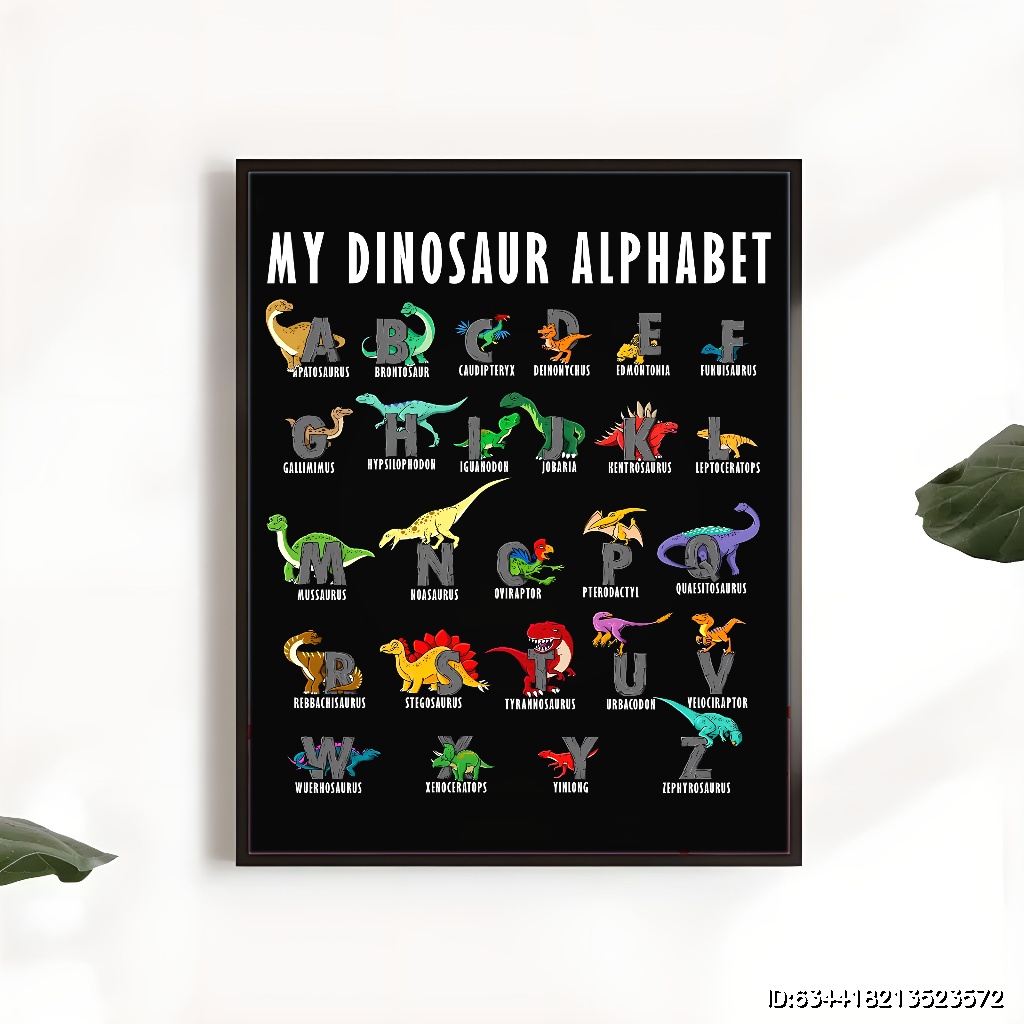 MY DINOSAUR ALPHABET
A B C D E F
APATOSAURUS BRONTOSAUR CAUDIPTERYX DEINONYCHUS EDMONTONIA FUKUISAURUS
G H I J K L
GALLIMIMUS HYPSILOPHODON IGUANODON JOBARIA KENTROSAURUS LEPTOCERATOPS
M N O P Q
MUSSAURUS NOASAURUS OVIRAPTOR PTERODACTYL QUAESITOSAURUS
R S T U V
REBBACHISAURUS STEGOSAURUS TYRANNOSAURUS URBACODON VELOCIRAPTOR
W X Y Z
WUERHOSAURUS XENOCERATOPS YINLONG ZEPHYROSAURUS
ID:634418213523572